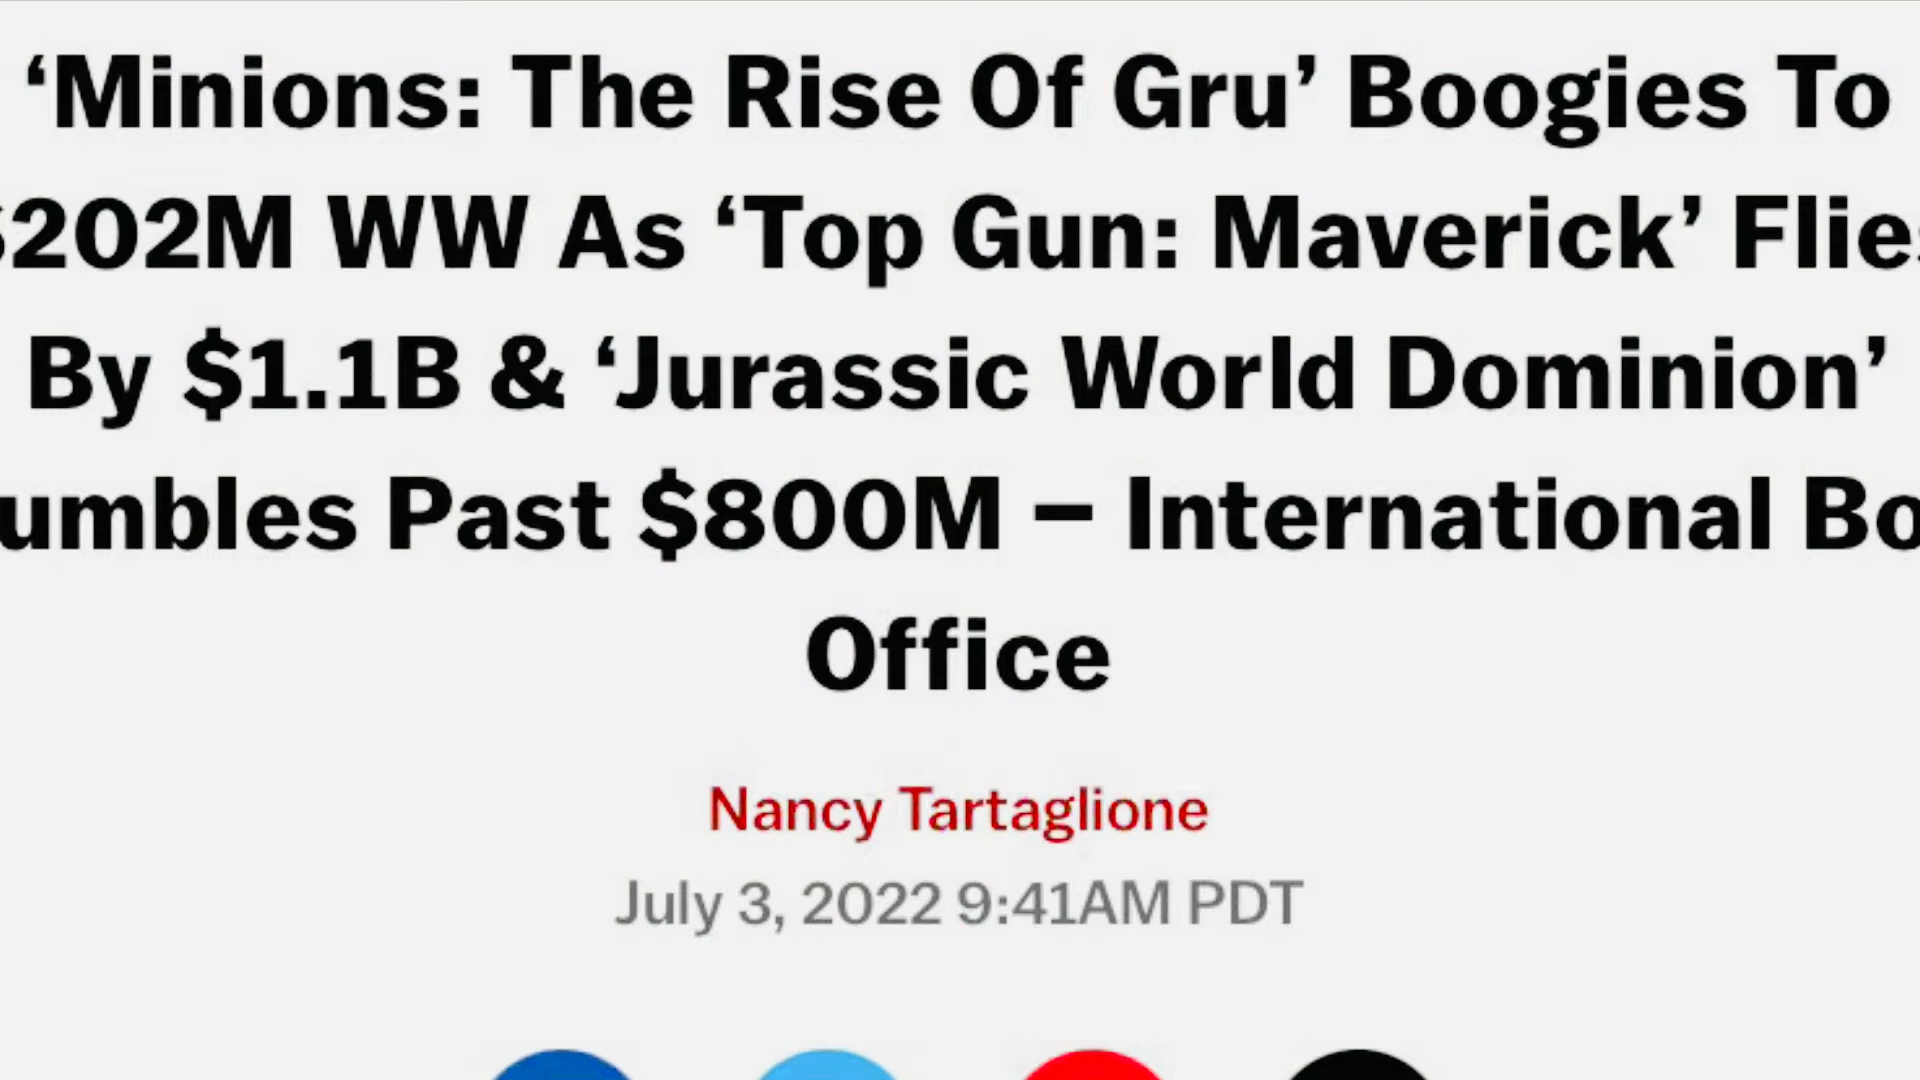 ‘Minions: The Rise Of Gru’ Boogies To
$202M WW As ‘Top Gun: Maverick’ Flies
By $1.1B & ‘Jurassic World Dominion’
umbles Past $800M – International Bo
Office
Nancy Tartaglione
July 3, 2022 9:41AM PDT